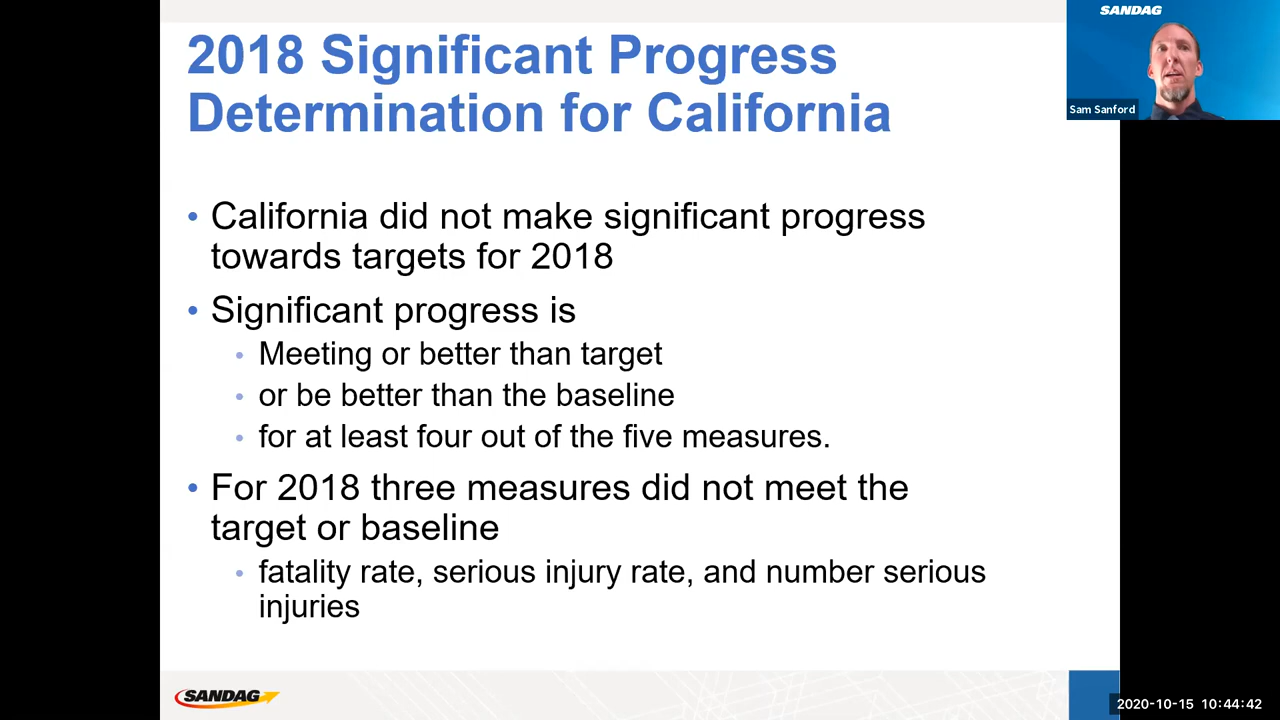 2018 Significant Progress
Determination for California
• California did not make significant progress
towards targets for 2018
• Significant progress is
• Meeting or better than target
• or be better than the baseline
• for at least four out of the five measures.
• For 2018 three measures did not meet the
target or baseline
• fatality rate, serious injury rate, and number serious
injuries
SANDAG
SANDAG
Sam Sanford
2020-10-15 10:44:42